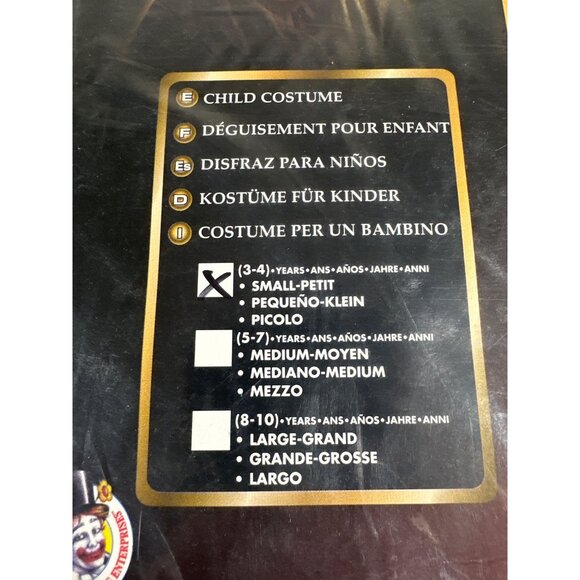 E CHILD COSTUME
F DÉGUISEMENT POUR ENFANT
ES DISFRAZ PARA NIÑOS
D KOSTÜME FÜR KINDER
I COSTUME PER UN BAMBINO
(3-4)•YEARS•ANS•AÑOS•JAHRE•ANNI
• SMALL-PETIT
• PEQUEÑO-KLEIN
• PICOLO
(5-7)•YEARS•ANS•AÑOS•JAHRE•ANNI
• MEDIUM-MOYEN
• MEDIANO-MEDIUM
• MEZZO
(8-10)•YEARS•ANS•AÑOS•JAHRE•ANNI
• LARGE-GRAND
• GRANDE-GROSSE
• LARGO
ENTERPRISES